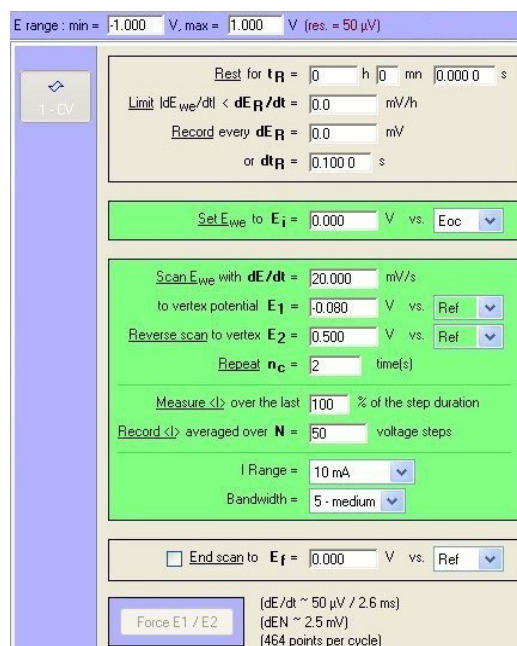 E range : min = -1.000 V, max = 1.000 V (res. = 50 µV)
1 - CV
Rest for tR = 0 h 0 mn 0.000 0 s
Limit |dEwe/dt| < dER/dt = 0.0 mV/h
Record every dER = 0.0 mV
or dtR = 0.100 0 s
Set Ewe to Ei = 0.000 V vs. Eoc
Scan Ewe with dE/dt = 20.000 mV/s
to vertex potential E1 = -0.080 V vs. Ref
Reverse scan to vertex E2 = 0.500 V vs. Ref
Repeat nc = 2 time(s)
Measure <I> over the last 100 % of the step duration
Record <I> averaged over N = 50 voltage steps
I Range = 10 mA
Bandwidth = 5 - medium
End scan to Ef = 0.000 V vs. Ref
Force E1 / E2
(dE/dt ~ 50 µV / 2.6 ms)
(dEN ~ 2.5 mV)
(464 points per cycle)